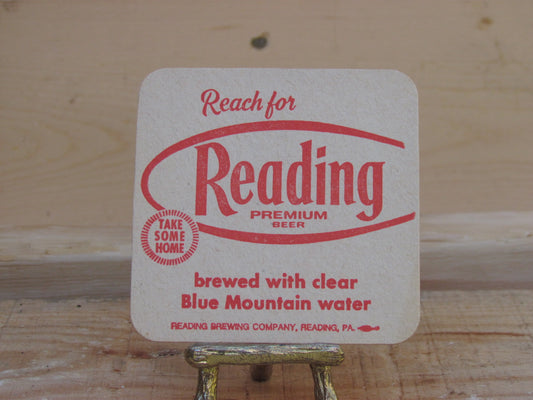 Reach for
Reading
PREMIUM
BEER
TAKE
SOME
HOME
brewed with clear
Blue Mountain water
READING BREWING COMPANY, READING, PA.